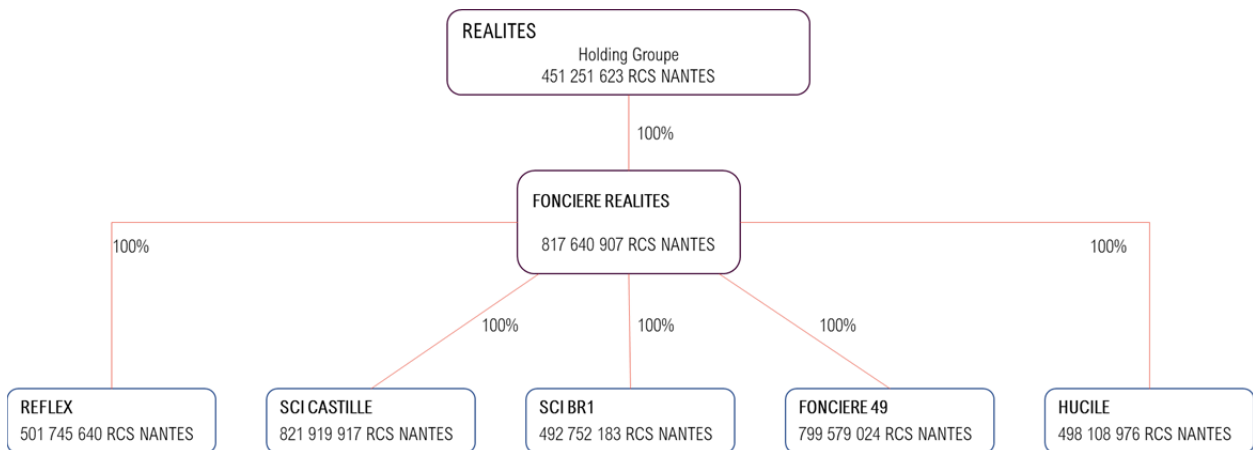 REALITES
Holding Groupe
451 251 623 RCS NANTES
100%
FONCIERE REALITES
817 640 907 RCS NANTES
100%
100%
100%
100%
100%
REFLEX
501 745 640 RCS NANTES
SCI CASTILLE
821 919 917 RCS NANTES
SCI BR1
492 752 183 RCS NANTES
FONCIERE 49
799 579 024 RCS NANTES
HUCILE
498 108 976 RCS NANTES